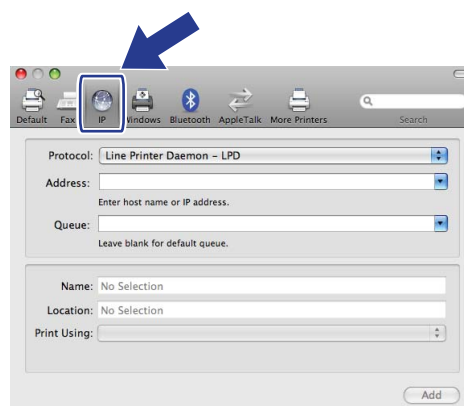 Default Fax IP Windows Bluetooth AppleTalk More Printers Search
Protocol: Line Printer Daemon – LPD
Address:
Enter host name or IP address.
Queue:
Leave blank for default queue.
Name: No Selection
Location: No Selection
Print Using:
Add